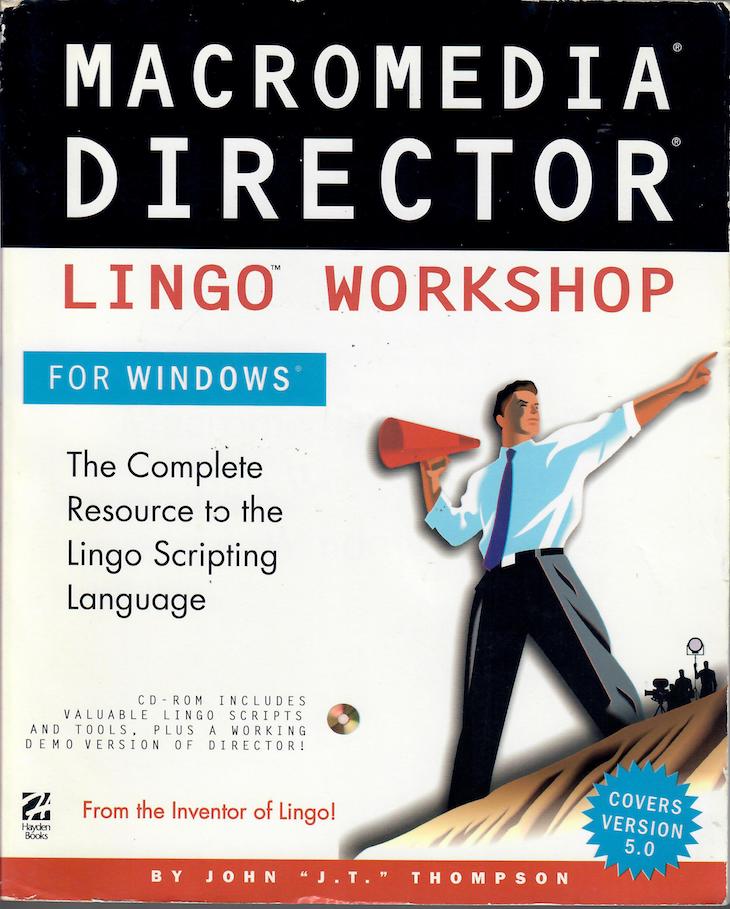 MACROMEDIA®
DIRECTOR®
LINGO™ WORKSHOP
FOR WINDOWS®
The Complete
Resource to the
Lingo Scripting
Language
CD-ROM INCLUDES
VALUABLE LINGO SCRIPTS
AND TOOLS, PLUS A WORKING
DEMO VERSION OF DIRECTOR!
Hayden
Books
From the Inventor of Lingo!
COVERS
VERSION
5.0
BY JOHN "J.T." THOMPSON